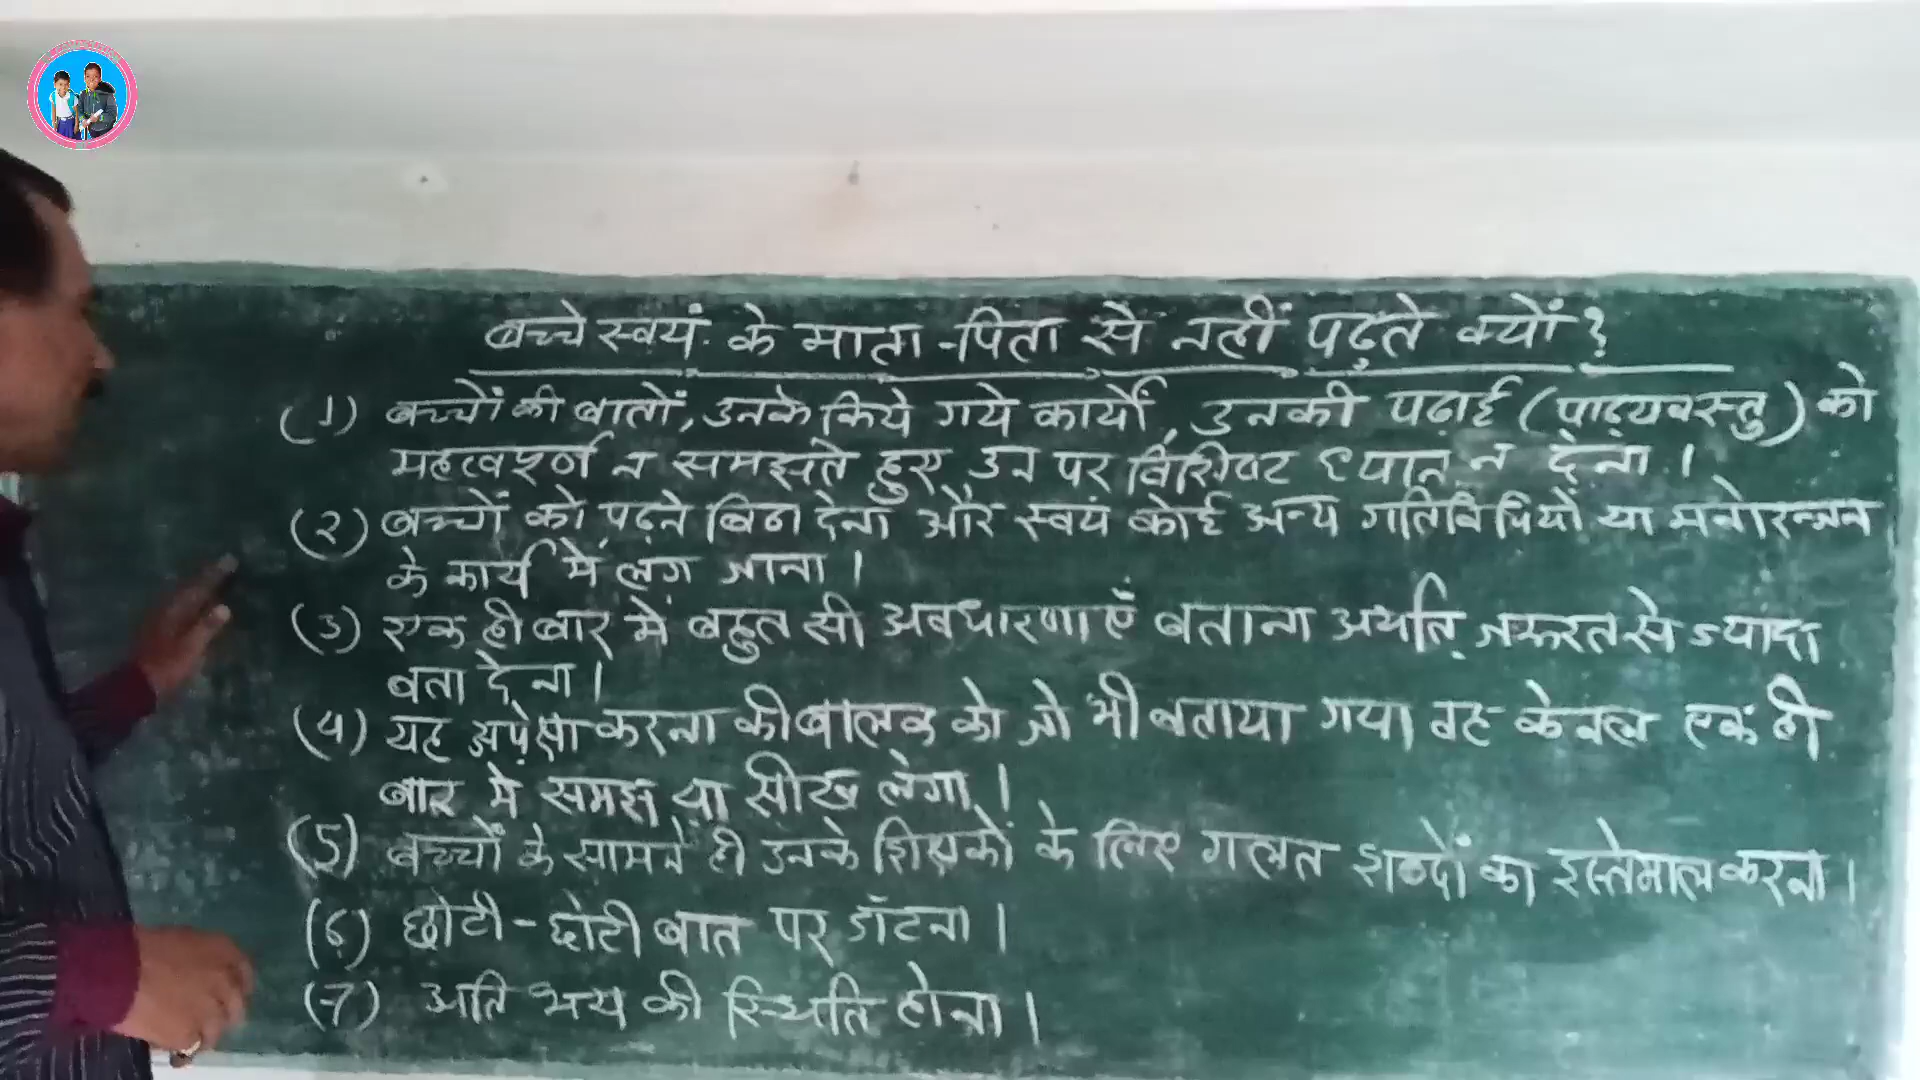 बच्चे स्वयं के माता-पिता से नहीं पढ़ते क्यों?
(1) बच्चों की बातों, उनके किये गये कार्यों, उनकी पढ़ाई (पाठ्यवस्तु) को
महत्वपूर्ण न समझते हुए उन पर विशिष्ट ध्यान न देना।
(2) बच्चों को पढ़ने बिठा देना और स्वयं कोई अन्य गतिविधियों या मनोरन्जन
के कार्य में लग जाना।
(3) एक ही बार में बहुत सी अवधारणाएँ बताना अर्थात् जरूरत से ज्यादा
बता देना।
(4) यह अपेक्षा करना की बालक को जो भी बताया गया वह केवल एक ही
बार में समझ या सीख लेगा।
(5) बच्चों के सामने ही उनके शिक्षकों के लिए गलत शब्दों का इस्तेमाल करना।
(6) छोटी-छोटी बात पर डाँटना।
(7) अति भय की स्थिति होना।